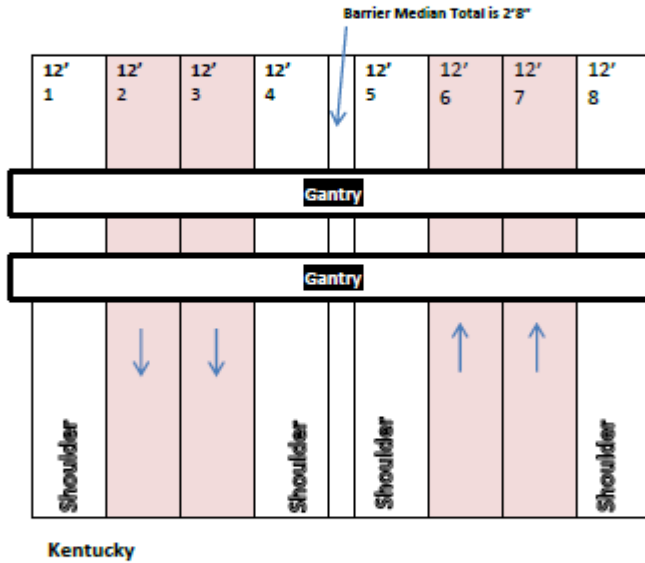 Barrier Median Total is 2'8"
12' 12' 12' 12' 12' 12' 12' 12'
1 2 3 4 5 6 7 8
Gantry
Gantry
Shoulder Shoulder Shoulder Shoulder
Kentucky